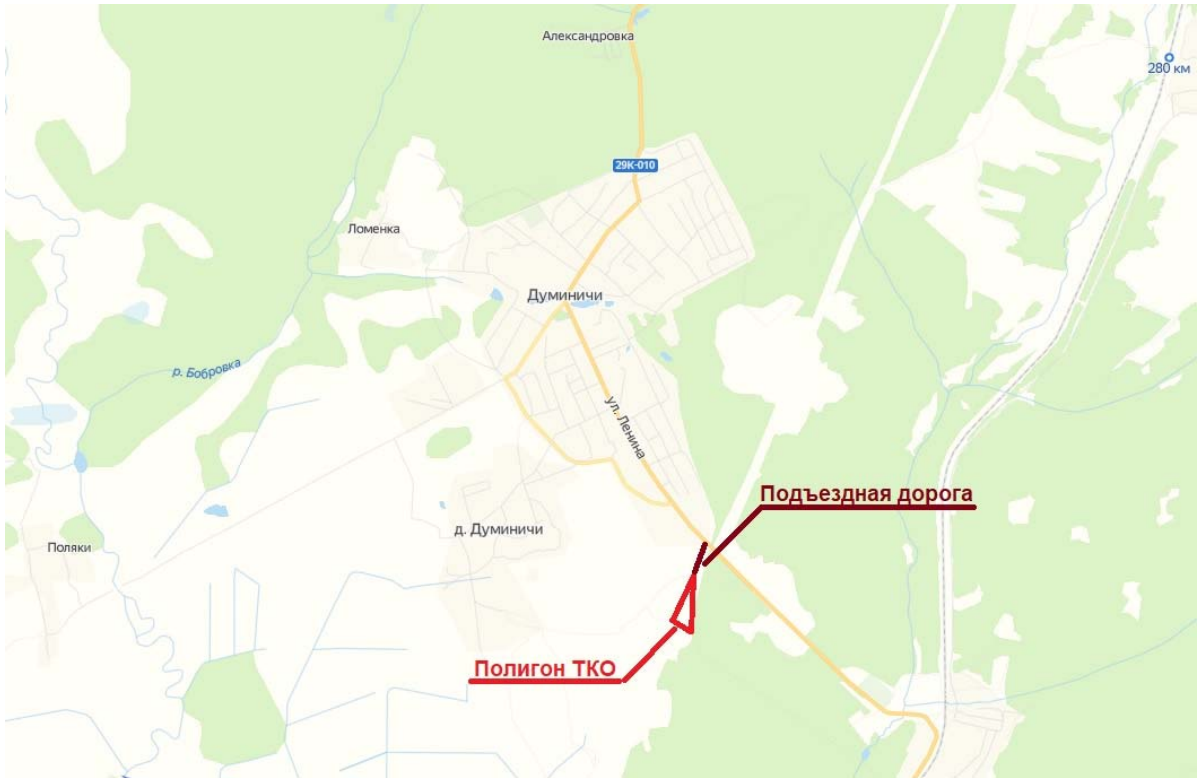 Александровка
280 км
29К-010
Ломенка
Думиничи
р. Бобровка
ул. Ленина
Подъездная дорога
д. Думиничи
Поляки
Полигон ТКО